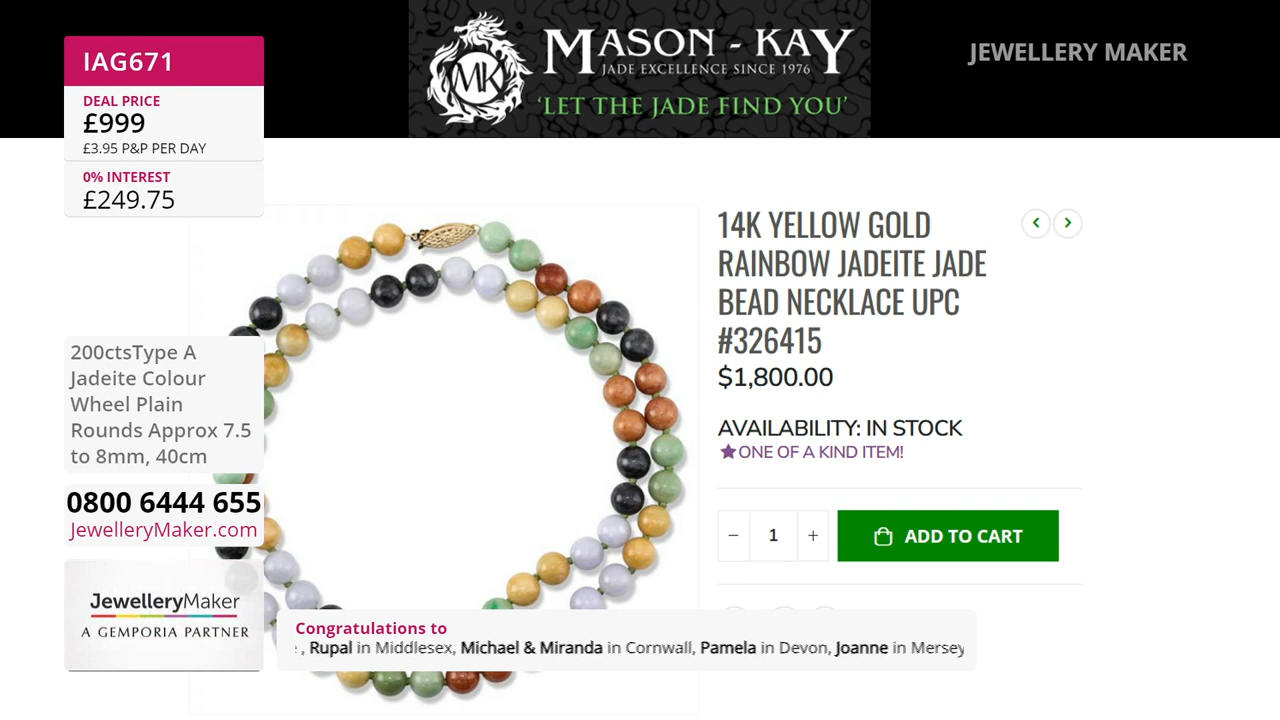 IAG671
DEAL PRICE
£999
£3.95 P&P PER DAY
0% INTEREST
£249.75
MASON - KAY
JADE EXCELLENCE SINCE 1976
MK
'LET THE JADE FIND YOU'
JEWELLERY MAKER
14K YELLOW GOLD
RAINBOW JADEITE JADE
BEAD NECKLACE UPC
#326415
$1,800.00
AVAILABILITY: IN STOCK
ONE OF A KIND ITEM!
− 1 +
ADD TO CART
200ctsType A
Jadeite Colour
Wheel Plain
Rounds Approx 7.5
to 8mm, 40cm
0800 6444 655
JewelleryMaker.com
JewelleryMaker
A GEMPORIA PARTNER
Congratulations to
, Rupal in Middlesex, Michael & Miranda in Cornwall, Pamela in Devon, Joanne in Mersey